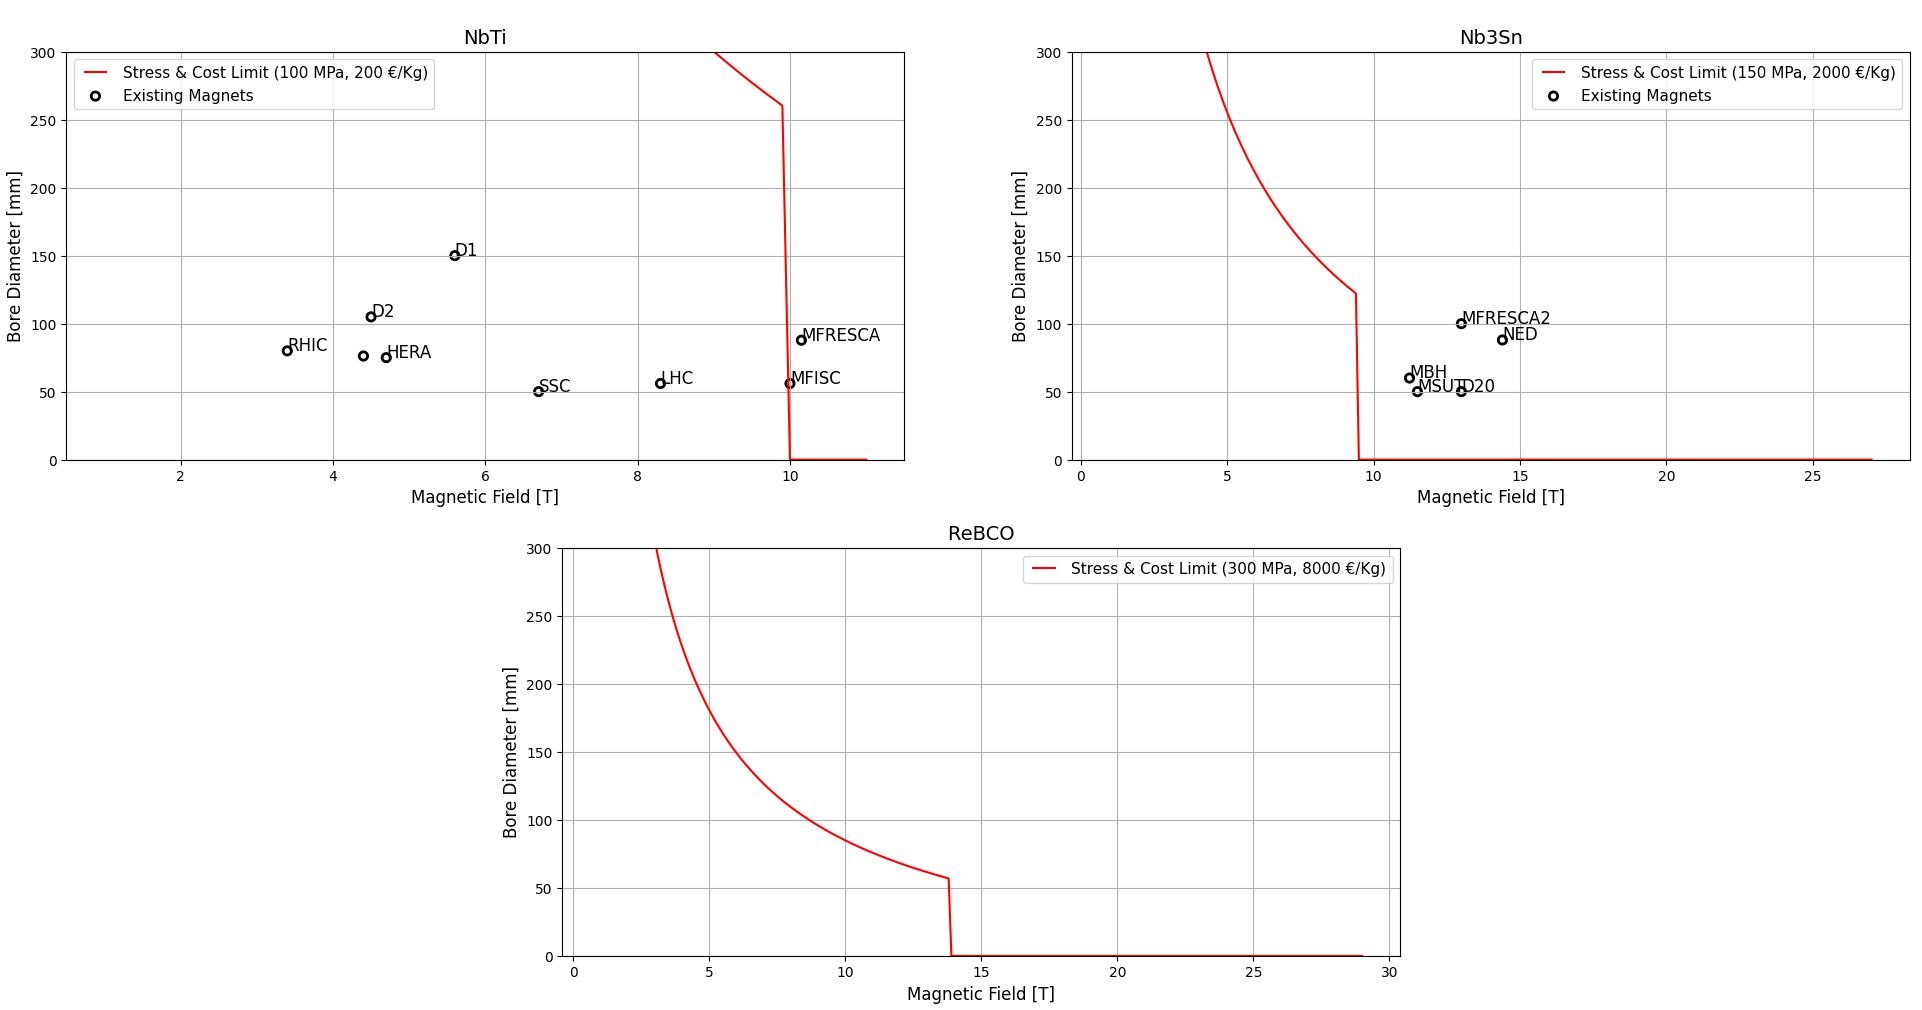 NbTi
Stress & Cost Limit (100 MPa, 200 €/Kg)
Existing Magnets
Bore Diameter [mm]
300
250
200
150
100
50
0
D1
D2
RHIC
HERA
SSC
LHC
MFRESCA
MFISC
2
4
6
8
10
Magnetic Field [T]
Nb3Sn
Stress & Cost Limit (150 MPa, 2000 €/Kg)
Existing Magnets
Bore Diameter [mm]
300
250
200
150
100
50
0
MFRESCA2
NED
MBH
MSUT
D20
0
5
10
15
20
25
Magnetic Field [T]
ReBCO
Stress & Cost Limit (300 MPa, 8000 €/Kg)
Bore Diameter [mm]
300
250
200
150
100
50
0
0
5
10
15
20
25
30
Magnetic Field [T]